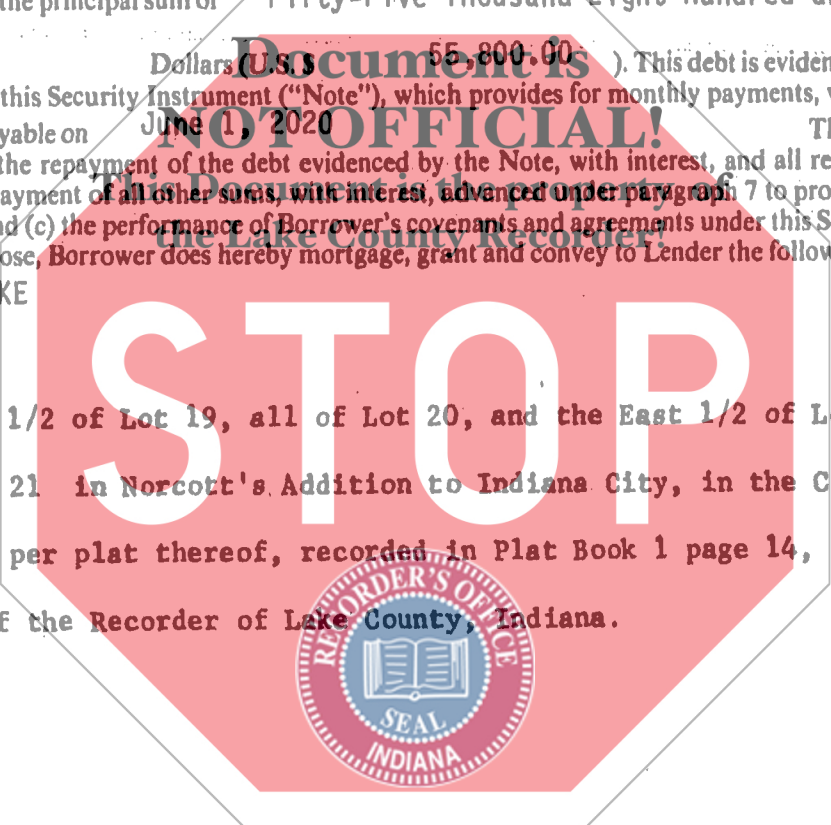 the principal sum of Fifty-Five Thousand Eight Hundred
Dollars (U.S. $ 55,800.00 ). This debt is eviden
this Security Instrument ("Note"), which provides for monthly payments,
yable on June 1, 2020 Th
the repayment of the debt evidenced by the Note, with interest, and all re
ayment of all other sums, with interest, advanced under paragraph 7 to pro
nd (c) the performance of Borrower's covenants and agreements under this S
ose, Borrower does hereby mortgage, grant and convey to Lender the follow
KE
Document is
NOT OFFICIAL!
This Document is the property of
the Lake County Recorder!
STOP
1/2 of Lot 19, all of Lot 20, and the East 1/2 of L
21 in Norcott's Addition to Indiana City, in the C
per plat thereof, recorded in Plat Book 1 page 14,
f the Recorder of Lake County, Indiana.
RECORDER'S OFFICE
SEAL
INDIANA